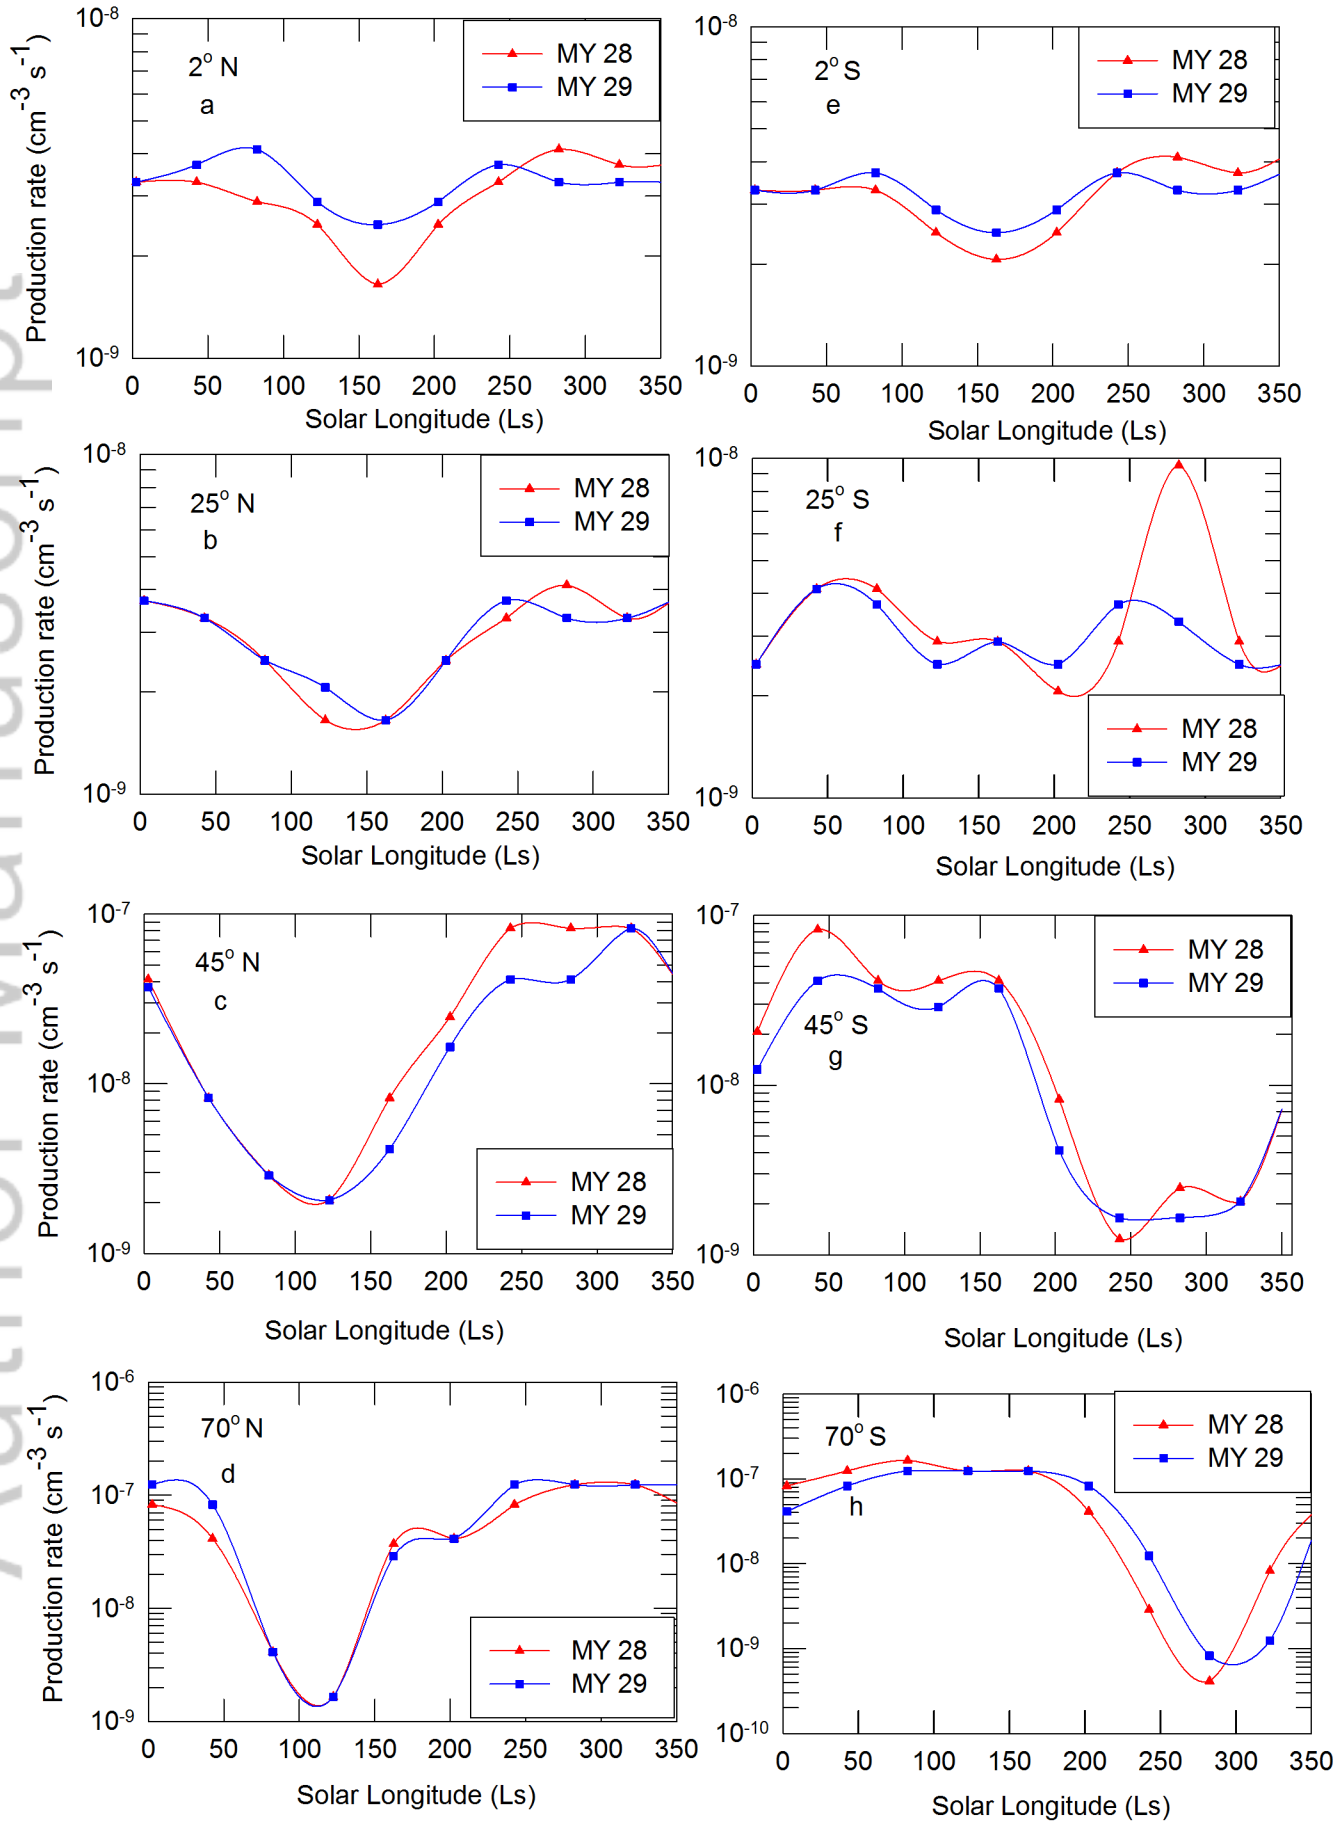 10^-8
2° N
a
MY 28
MY 29
Production rate (cm^-3 s^-1)
10^-9
0 50 100 150 200 250 300 350
Solar Longitude (Ls)
10^-8
2° S
e
MY 28
MY 29
10^-9
0 50 100 150 200 250 300 350
Solar Longitude (Ls)
10^-8
25° N
b
MY 28
MY 29
Production rate (cm^-3 s^-1)
10^-9
0 50 100 150 200 250 300 350
Solar Longitude (Ls)
10^-8
25° S
f
MY 28
MY 29
10^-9
0 50 100 150 200 250 300 350
Solar Longitude (Ls)
10^-7
45° N
c
10^-8
MY 28
MY 29
Production rate (cm^-3 s^-1)
10^-9
0 50 100 150 200 250 300 350
Solar Longitude (Ls)
10^-7
MY 28
MY 29
45° S
g
10^-8
10^-9
0 50 100 150 200 250 300 350
Solar Longitude (Ls)
10^-6
70° N
d
10^-7
10^-8
MY 28
MY 29
Production rate (cm^-3 s^-1)
10^-9
0 50 100 150 200 250 300 350
Solar Longitude (Ls)
10^-6
70° S
MY 28
MY 29
10^-7
h
10^-8
10^-9
10^-10
0 50 100 150 200 250 300 350
Solar Longitude (Ls)